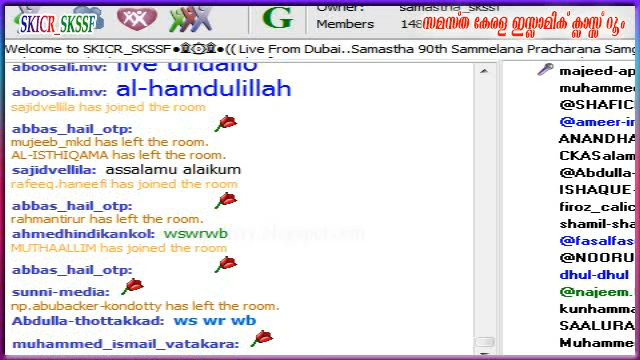 Owner: samastha_skssf
SKICR_SKSSF
G
Members
സമസ്ത കേരള ഇസ്ലാമിക് ക്ലാസ്സ് റൂം
Welcome to SKICR_SKSSF Live From Dubai..Samastha 90th Sammelana Pracharana
aboosali.mv: live undallo
aboosali.mv: al-hamdulillah
sajidvellila has joined the room
abbas_hail_otp:
mujeeb_mkd has left the room.
AL-ISTHIQAMA has left the room.
sajidvellila: assalamu alaikum
rafeeq.haneefi has joined the room
abbas_hail_otp:
rahmantirur has left the room.
ahmedhindikankol: wswrwb
MUTHAALLIM has joined the room
abbas_hail_otp:
sunni-media:
np.abubacker-kondotty has left the room.
Abdulla-thottakkad: ws wr wb
muhammed_ismail_vatakara:
majeed-ap
muhammed
@SHAFIC
@ameer-ir
ANANDHA
CKASalam
@Abdulla-
ISHAQUE-
firoz_calic
shamil-sha
@fasalfas
@NOORU
dhul-dhul
@najeem.
kunhamma
SAALURA
Muhammed